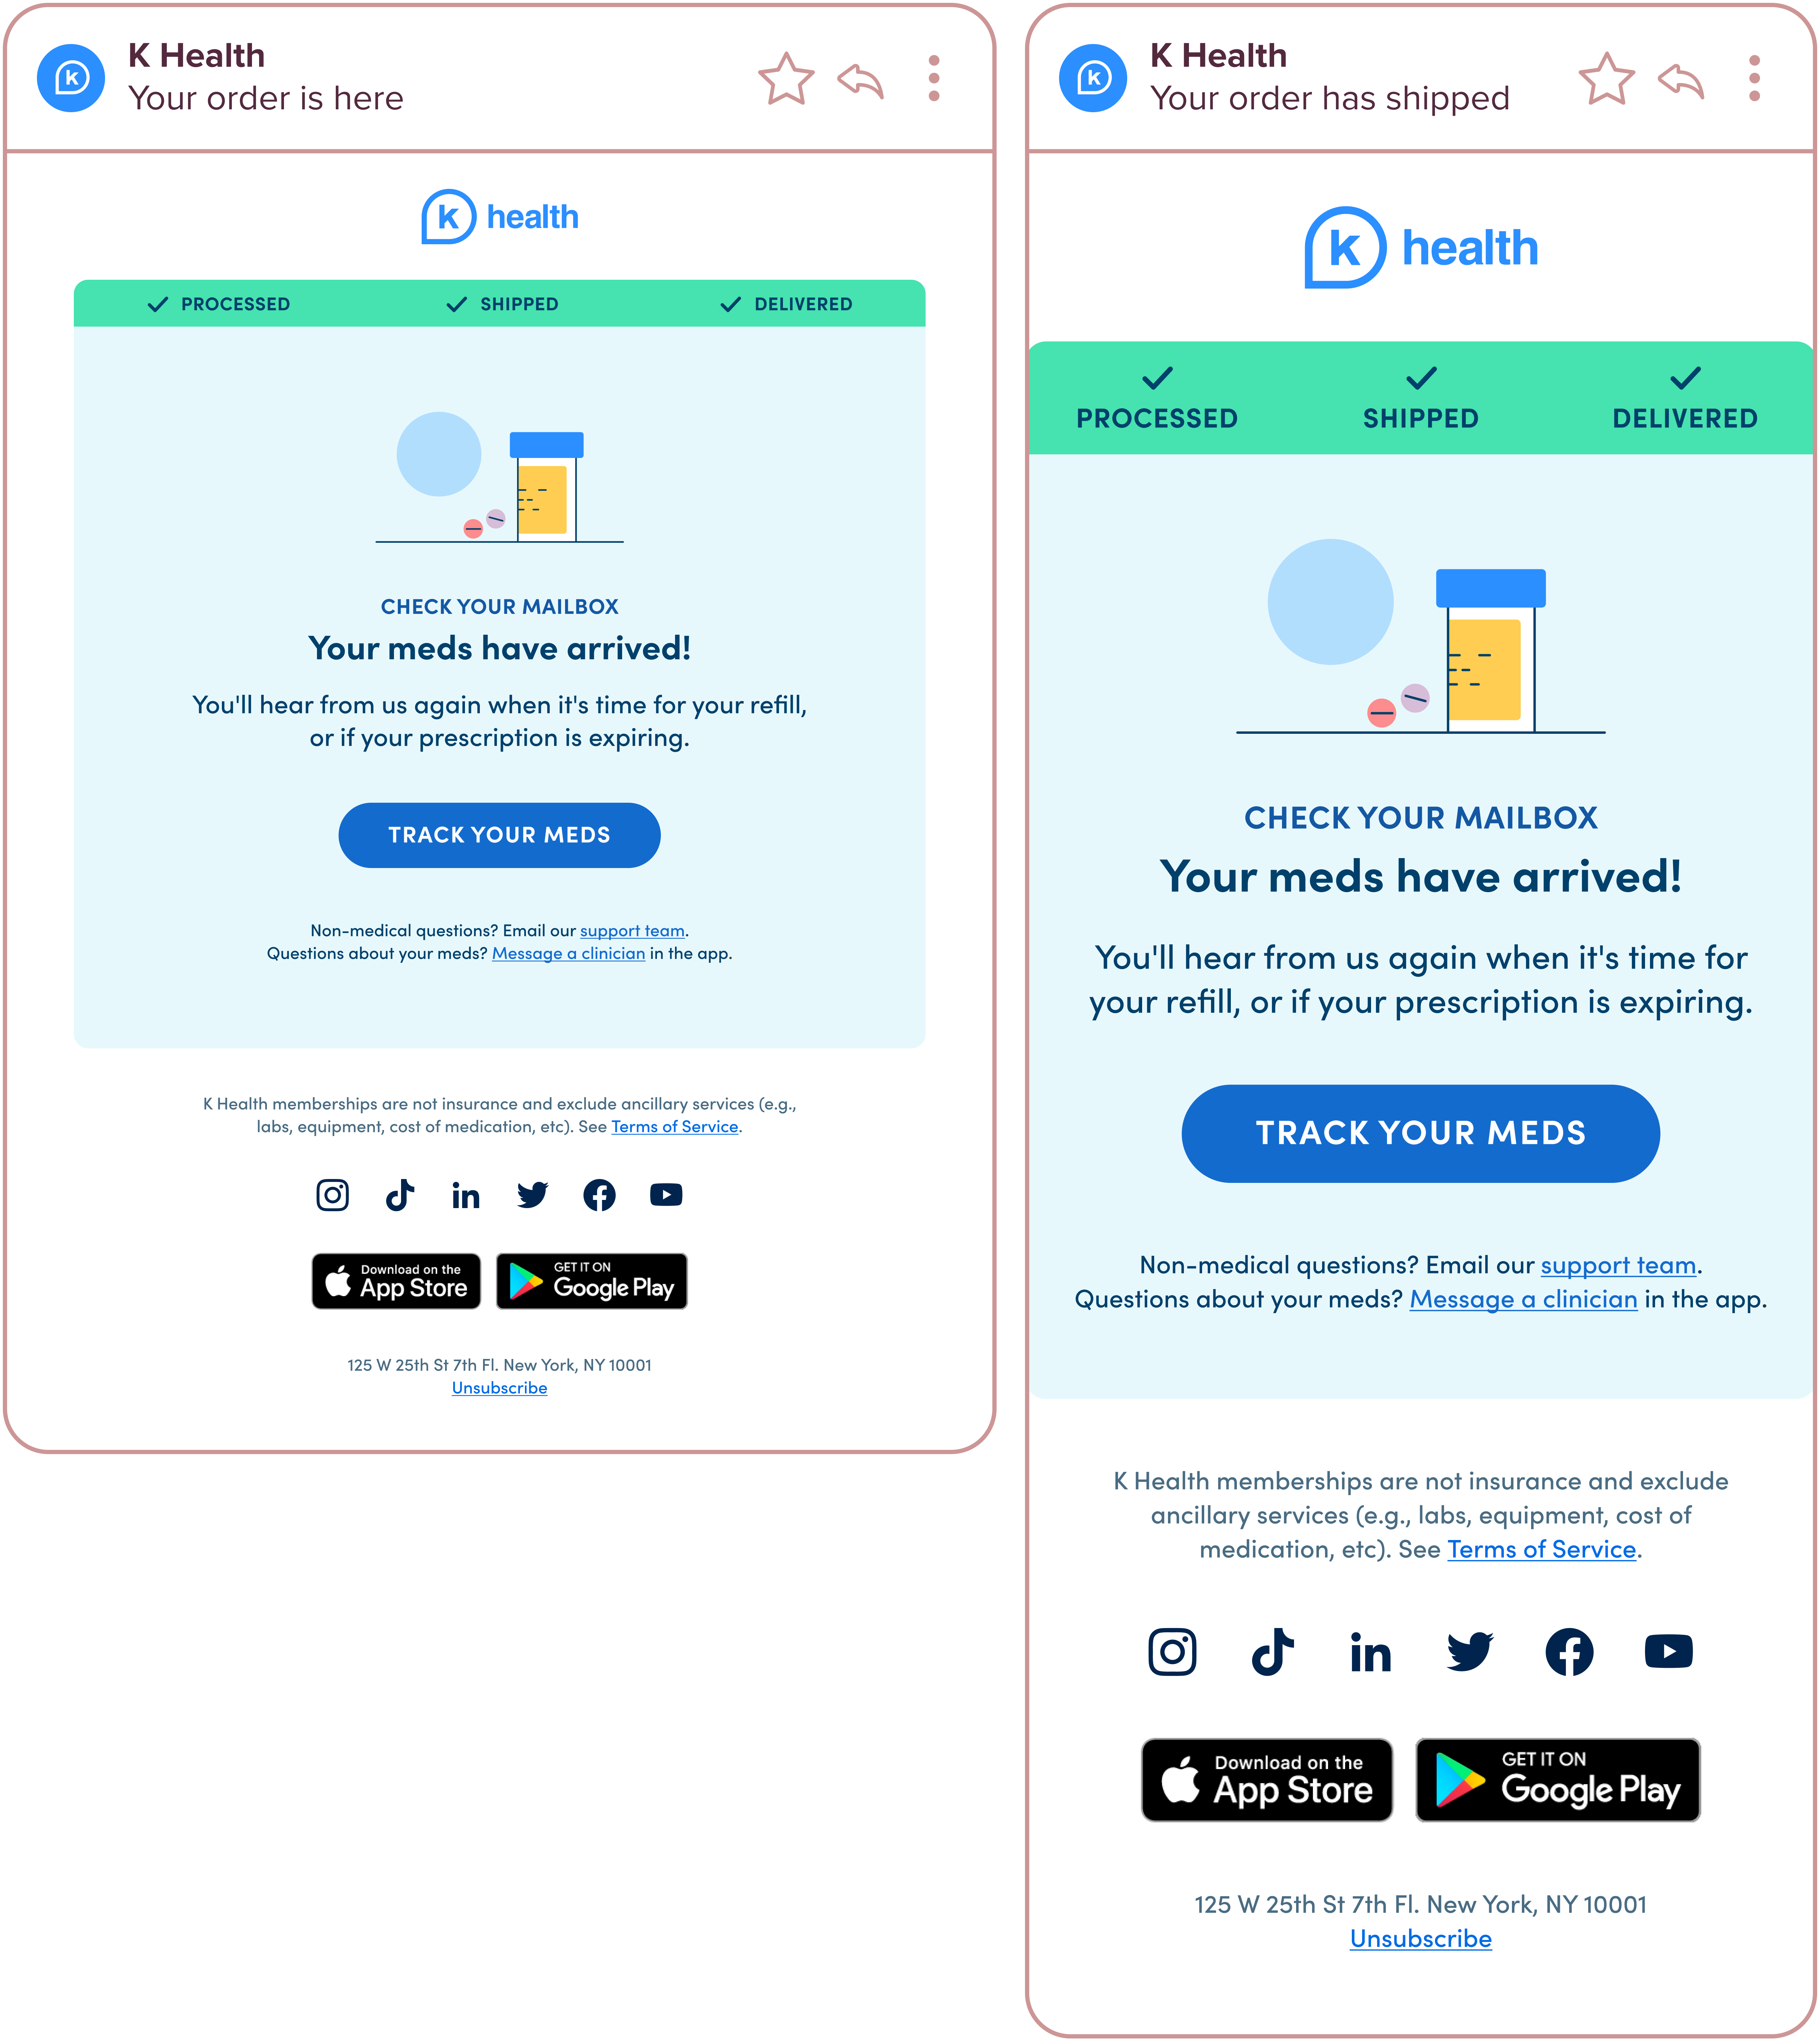 K Health
Your order is here
k health
PROCESSED SHIPPED DELIVERED
CHECK YOUR MAILBOX
Your meds have arrived!
You'll hear from us again when it's time for your refill,
or if your prescription is expiring.
TRACK YOUR MEDS
Non-medical questions? Email our support team.
Questions about your meds? Message a clinician in the app.
K Health memberships are not insurance and exclude ancillary services (e.g.,
labs, equipment, cost of medication, etc). See Terms of Service.
Download on the
App Store
GET IT ON
Google Play
125 W 25th St 7th Fl. New York, NY 10001
Unsubscribe
K Health
Your order has shipped
k health
PROCESSED SHIPPED DELIVERED
CHECK YOUR MAILBOX
Your meds have arrived!
You'll hear from us again when it's time for
your refill, or if your prescription is expiring.
TRACK YOUR MEDS
Non-medical questions? Email our support team.
Questions about your meds? Message a clinician in the app.
K Health memberships are not insurance and exclude
ancillary services (e.g., labs, equipment, cost of
medication, etc). See Terms of Service.
Download on the
App Store
GET IT ON
Google Play
125 W 25th St 7th Fl. New York, NY 10001
Unsubscribe